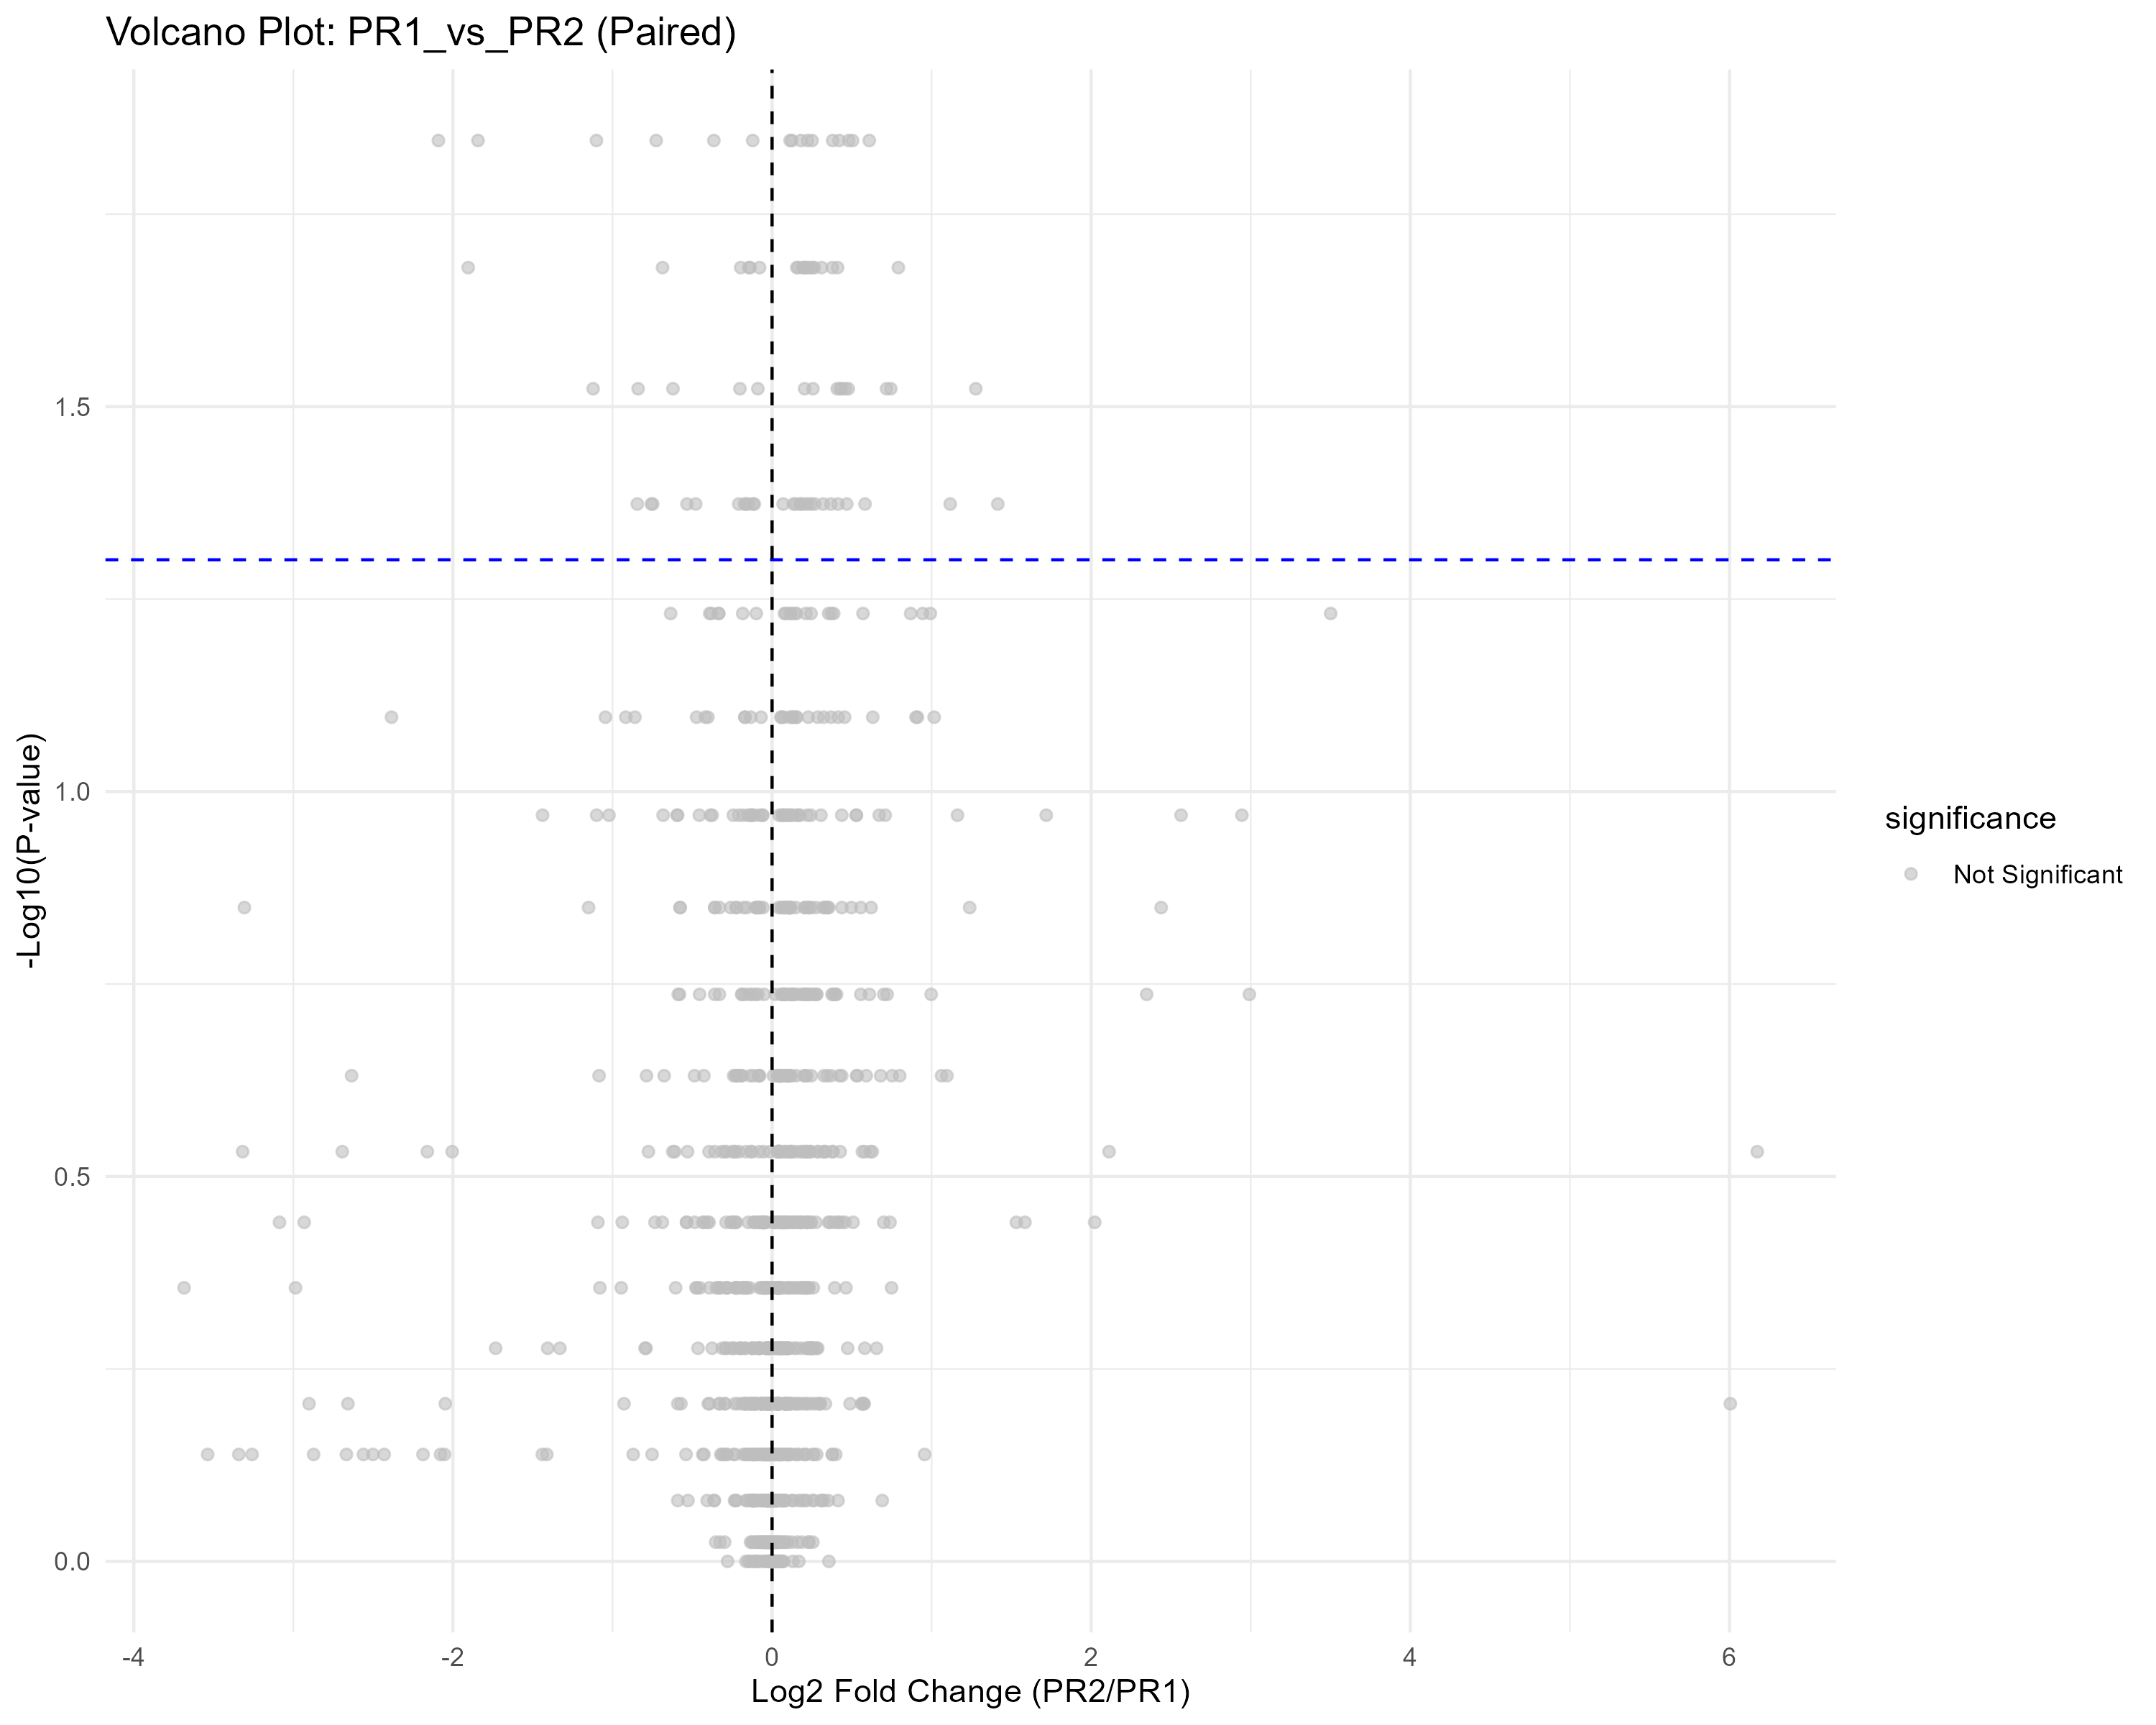 Volcano Plot: PR1_vs_PR2 (Paired)
-Log10(P-value)
1.5
1.0
0.5
0.0
-4
-2
0
2
4
6
Log2 Fold Change (PR2/PR1)
significance
Not Significant